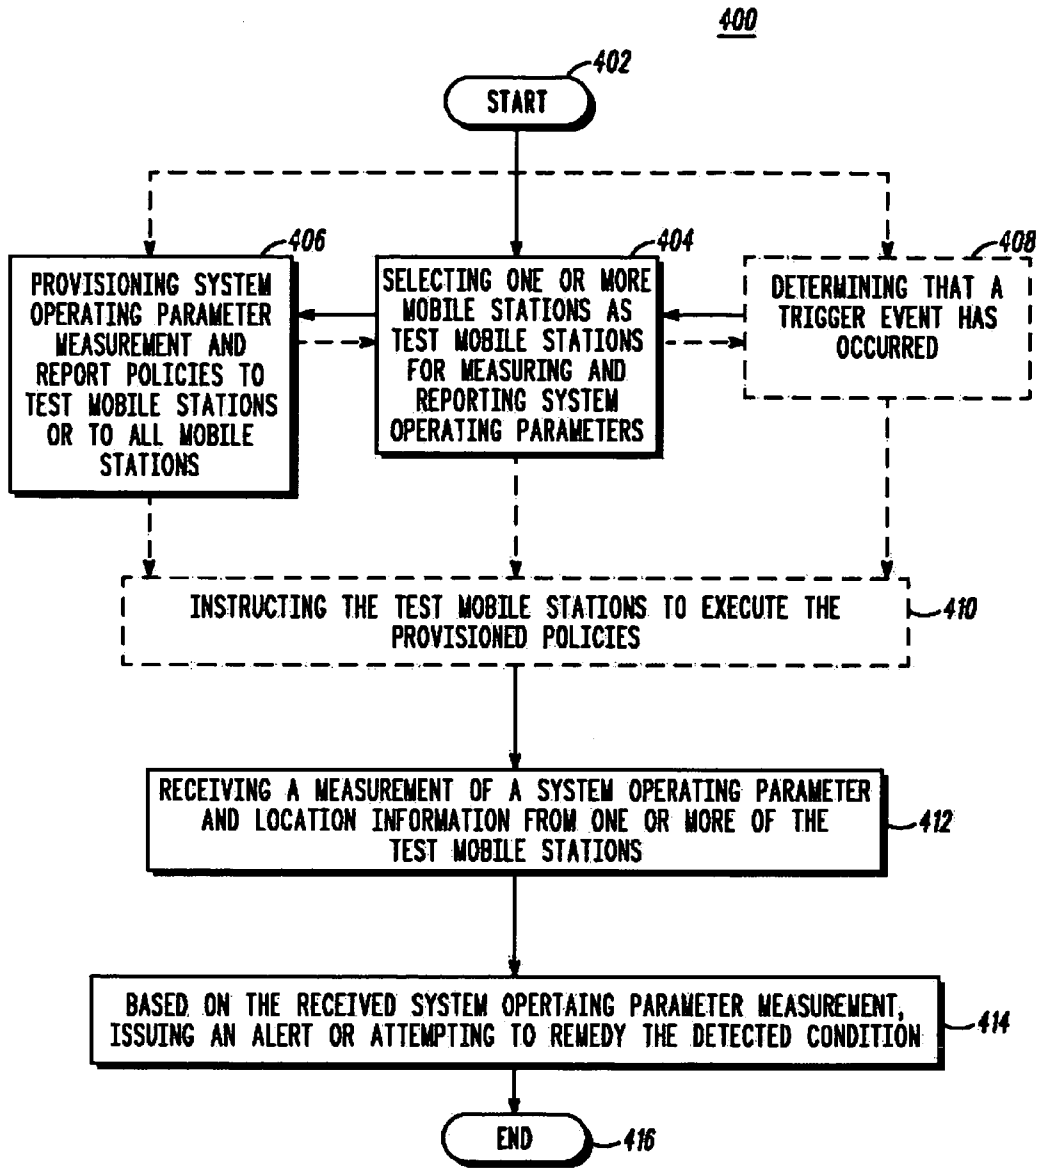 400
402
START
406
PROVISIONING SYSTEM
OPERATING PARAMETER
MEASUREMENT AND
REPORT POLICIES TO
TEST MOBILE STATIONS
OR TO ALL MOBILE
STATIONS
404
SELECTING ONE OR MORE
MOBILE STATIONS AS
TEST MOBILE STATIONS
FOR MEASURING AND
REPORTING SYSTEM
OPERATING PARAMETERS
408
DETERMINING THAT A
TRIGGER EVENT HAS
OCCURRED
INSTRUCTING THE TEST MOBILE STATIONS TO EXECUTE THE
PROVISIONED POLICIES
410
RECEIVING A MEASUREMENT OF A SYSTEM OPERATING PARAMETER
AND LOCATION INFORMATION FROM ONE OR MORE OF THE
TEST MOBILE STATIONS
412
BASED ON THE RECEIVED SYSTEM OPERTAING PARAMETER MEASUREMENT,
ISSUING AN ALERT OR ATTEMPTING TO REMEDY THE DETECTED CONDITION
414
END
416